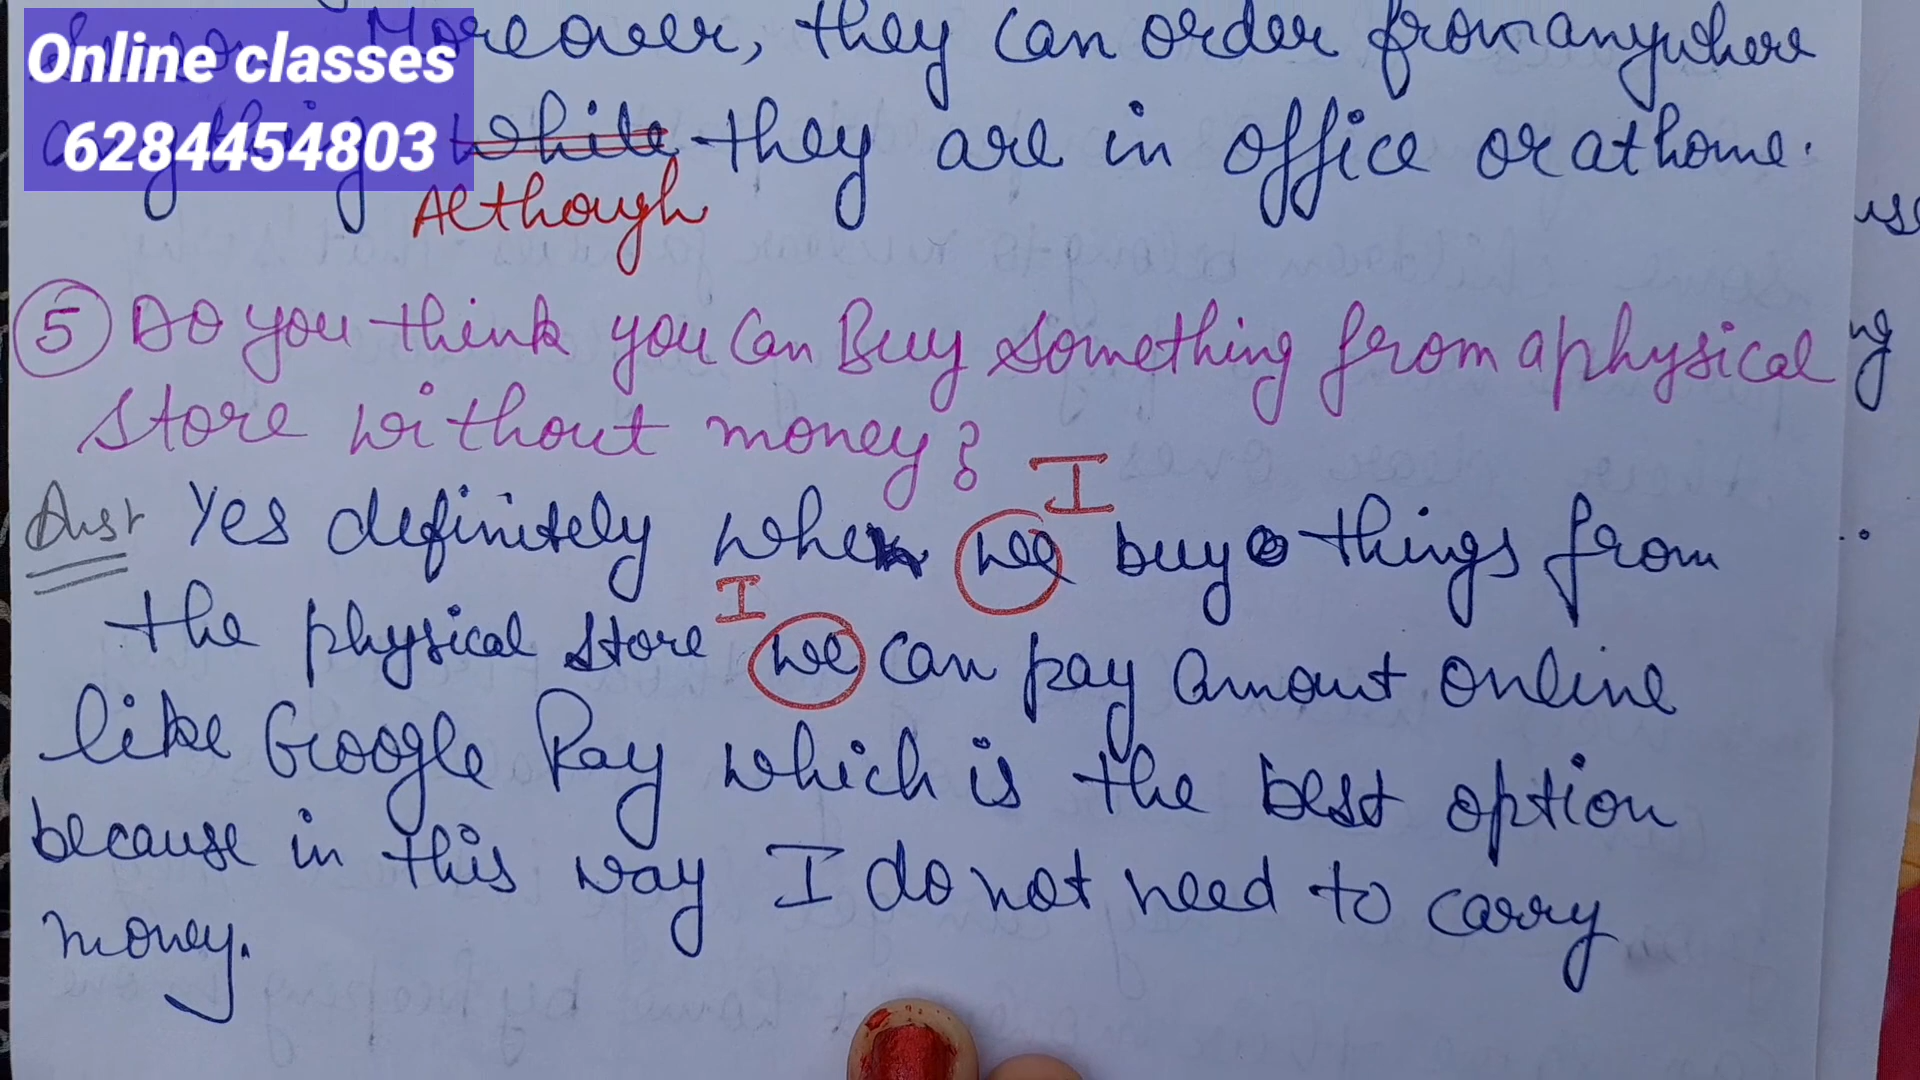 Online classes
6284454803
Moreover, they can order from anywhere
anything while they are in office or at home.
Although
5 Do you think you can Buy something from a physical
store without money?
Ans: Yes definitely when we buy things from
I
the physical store we can pay amount online
I
like Google Pay which is the best option
because in this way I do not need to carry
money.
ng